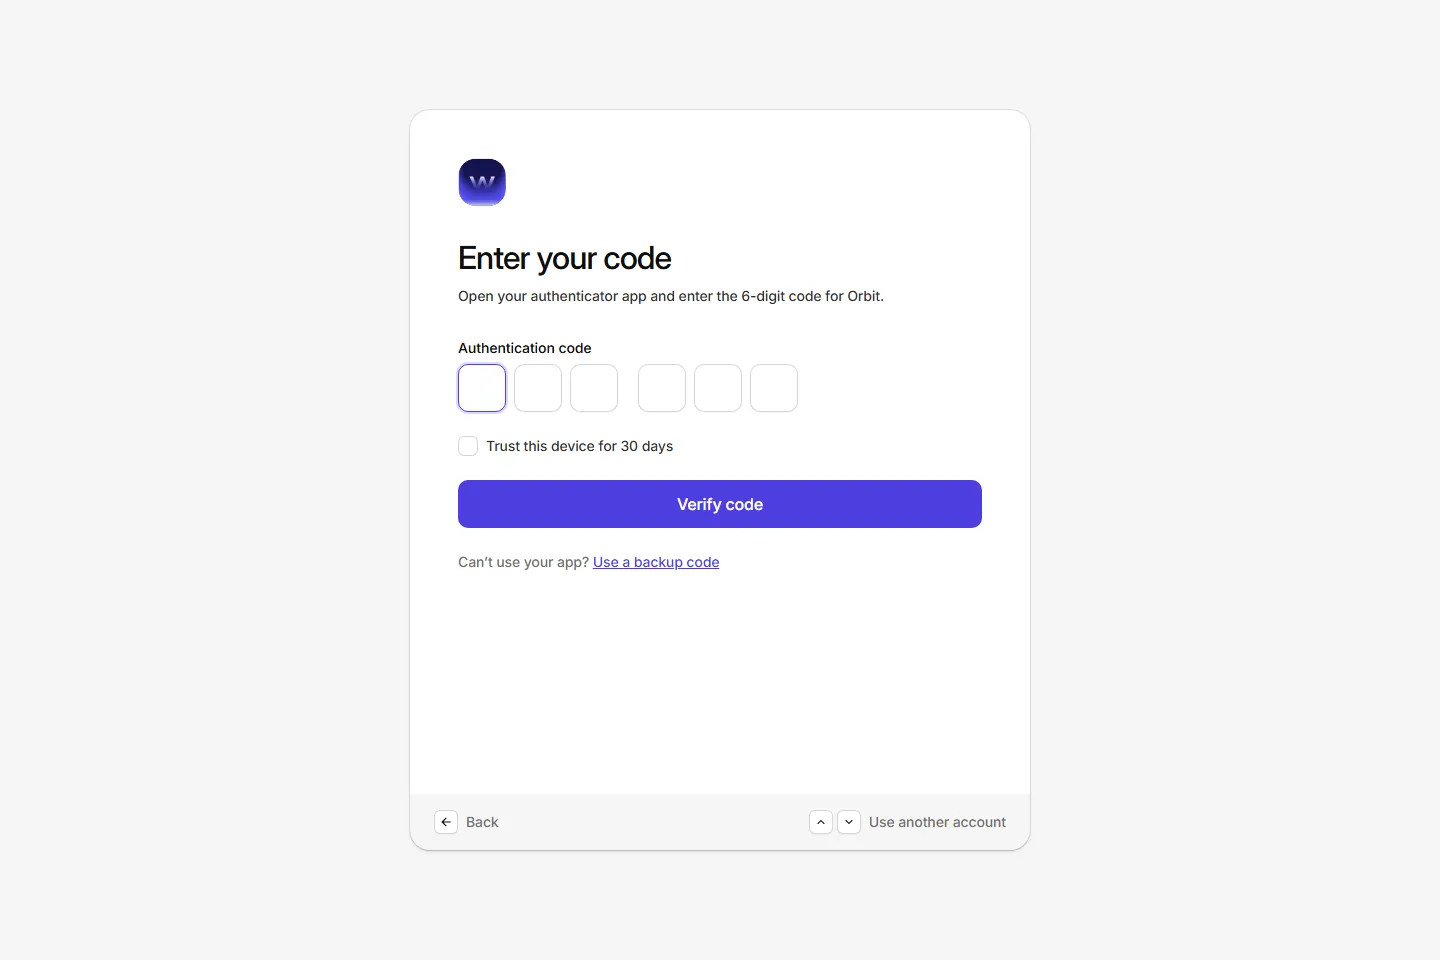 W
Enter your code
Open your authenticator app and enter the 6-digit code for Orbit.
Authentication code
Trust this device for 30 days
Verify code
Can’t use your app? Use a backup code
Back
Use another account